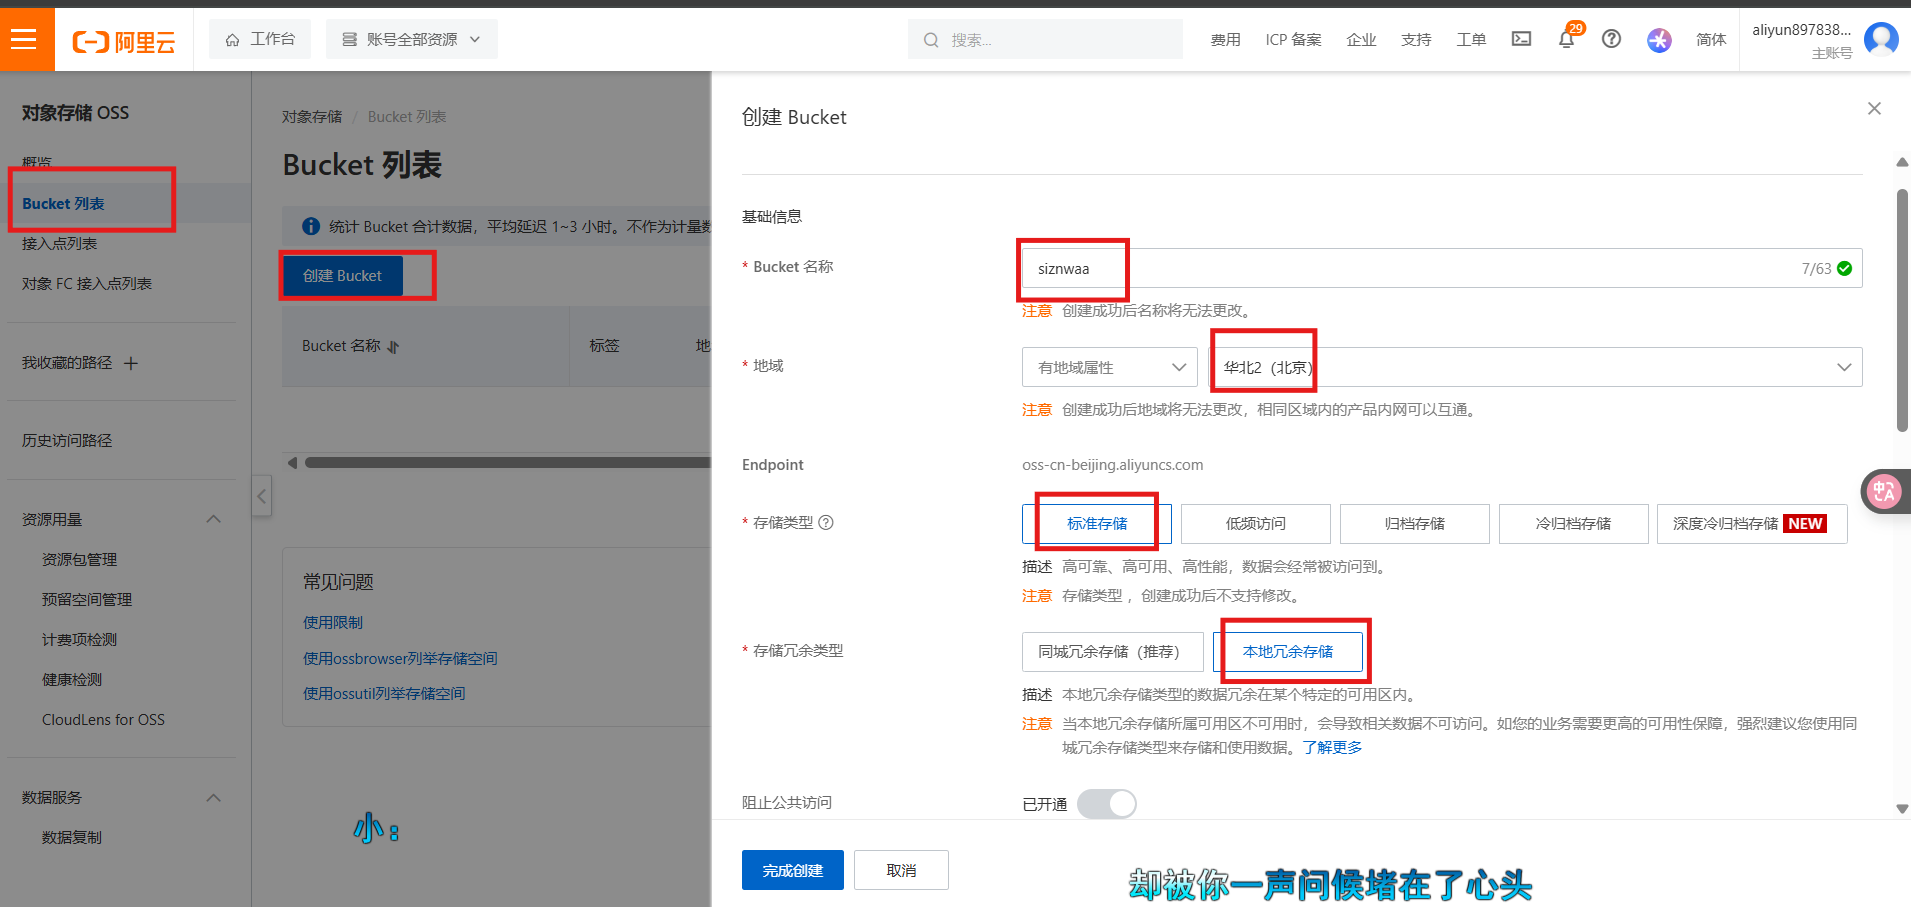 阿里云
工作台
账号全部资源
搜索...
费用
ICP 备案
企业
支持
工单
29
简体
aliyun897838...
主账号
对象存储 OSS
概览
Bucket 列表
接入点列表
对象 FC 接入点列表
我收藏的路径
历史访问路径
资源用量
资源包管理
预留空间管理
计费项检测
健康检测
CloudLens for OSS
数据服务
数据复制
对象存储 / Bucket 列表
Bucket 列表
统计 Bucket 合计数据，平均延迟 1~3 小时。不作为计量数
创建 Bucket
Bucket 名称
标签
地
常见问题
使用限制
使用ossbrowser列举存储空间
使用ossutil列举存储空间
小：
创建 Bucket
基础信息
* Bucket 名称
siznwaa
7/63
注意 创建成功后名称将无法更改。
* 地域
有地域属性
华北2（北京）
注意 创建成功后地域将无法更改，相同区域内的产品内网可以互通。
Endpoint
oss-cn-beijing.aliyuncs.com
* 存储类型
标准存储
低频访问
归档存储
冷归档存储
深度冷归档存储 NEW
描述 高可靠、高可用、高性能，数据会经常被访问到。
注意 存储类型 ，创建成功后不支持修改。
* 存储冗余类型
同城冗余存储（推荐）
本地冗余存储
描述 本地冗余存储类型的数据冗余在某个特定的可用区内。
注意 当本地冗余存储所属可用区不可用时，会导致相关数据不可访问。如您的业务需要更高的可用性保障，强烈建议您使用同
城冗余存储类型来存储和使用数据。了解更多
阻止公共访问
已开通
完成创建
取消
却被你一声问候堵在了心头